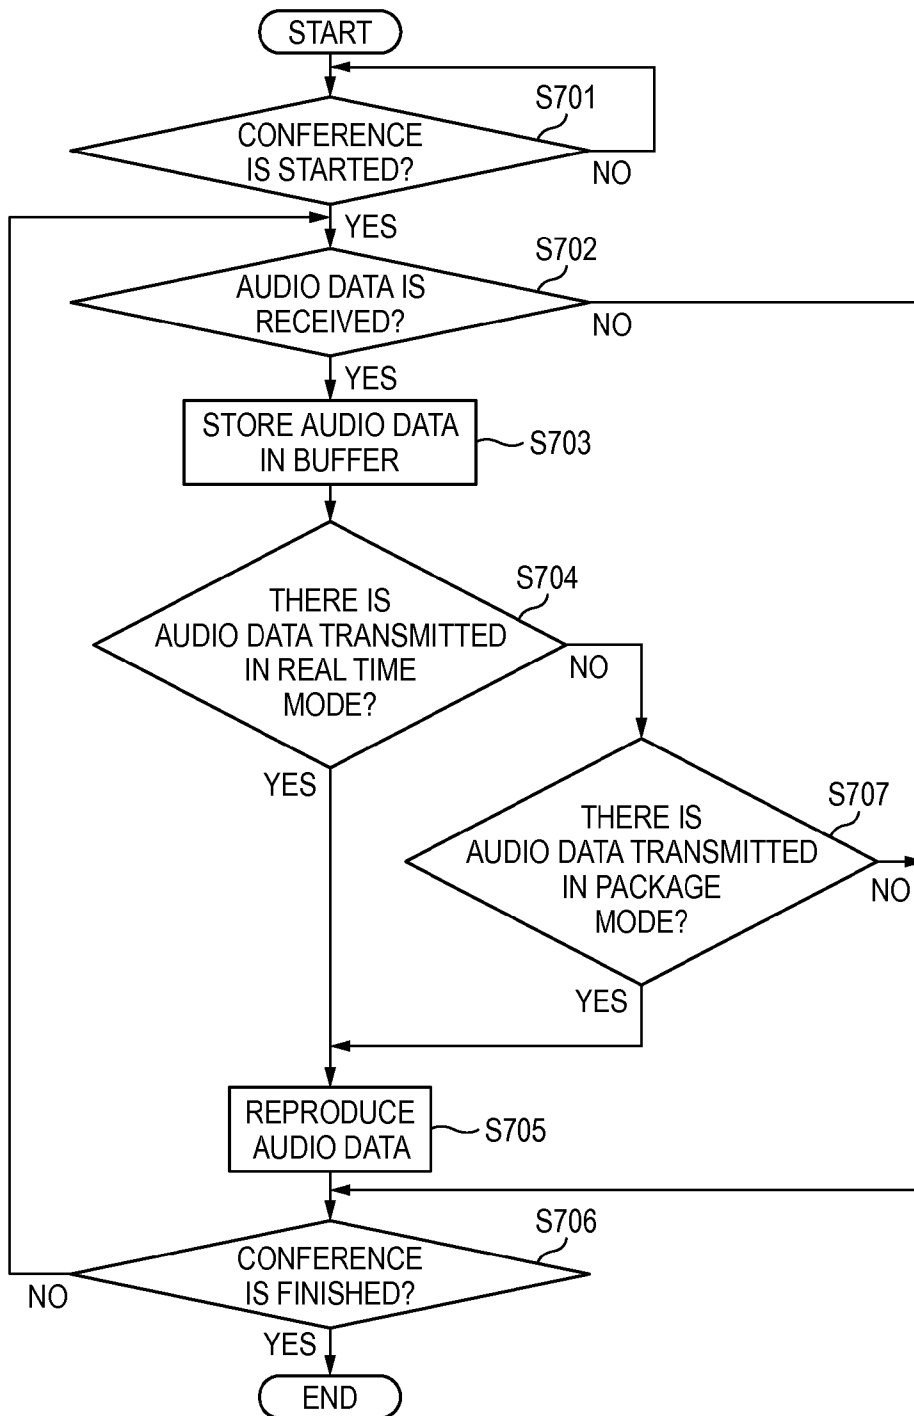 START
S701
CONFERENCE
IS STARTED?
NO
YES
S702
AUDIO DATA IS
RECEIVED?
NO
YES
STORE AUDIO DATA
IN BUFFER
S703
S704
THERE IS
AUDIO DATA TRANSMITTED
IN REAL TIME
MODE?
NO
YES
S707
THERE IS
AUDIO DATA TRANSMITTED
IN PACKAGE
MODE?
NO
YES
REPRODUCE
AUDIO DATA
S705
S706
CONFERENCE
IS FINISHED?
NO
YES
END